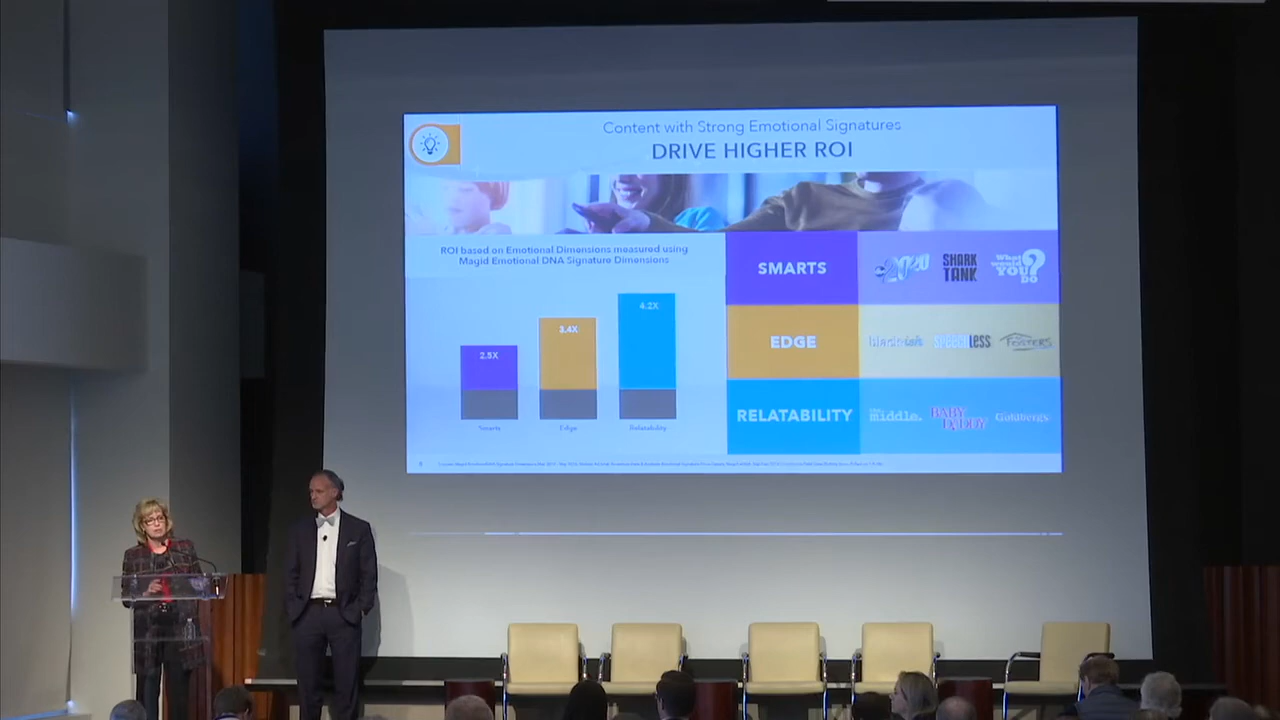 Content with Strong Emotional Signatures
DRIVE HIGHER ROI
ROI based on Emotional Dimensions measured using
Magid Emotional DNA Signature Dimensions
2.5X
3.4X
4.2X
Smarts
Edge
Relatability
SMARTS
20/20
SHARK
TANK
What
would
YOU
DO
?
EDGE
black-ish
SPEECHLESS
FOSTERS
RELATABILITY
the
middle.
BABY
DADDY
Goldbergs